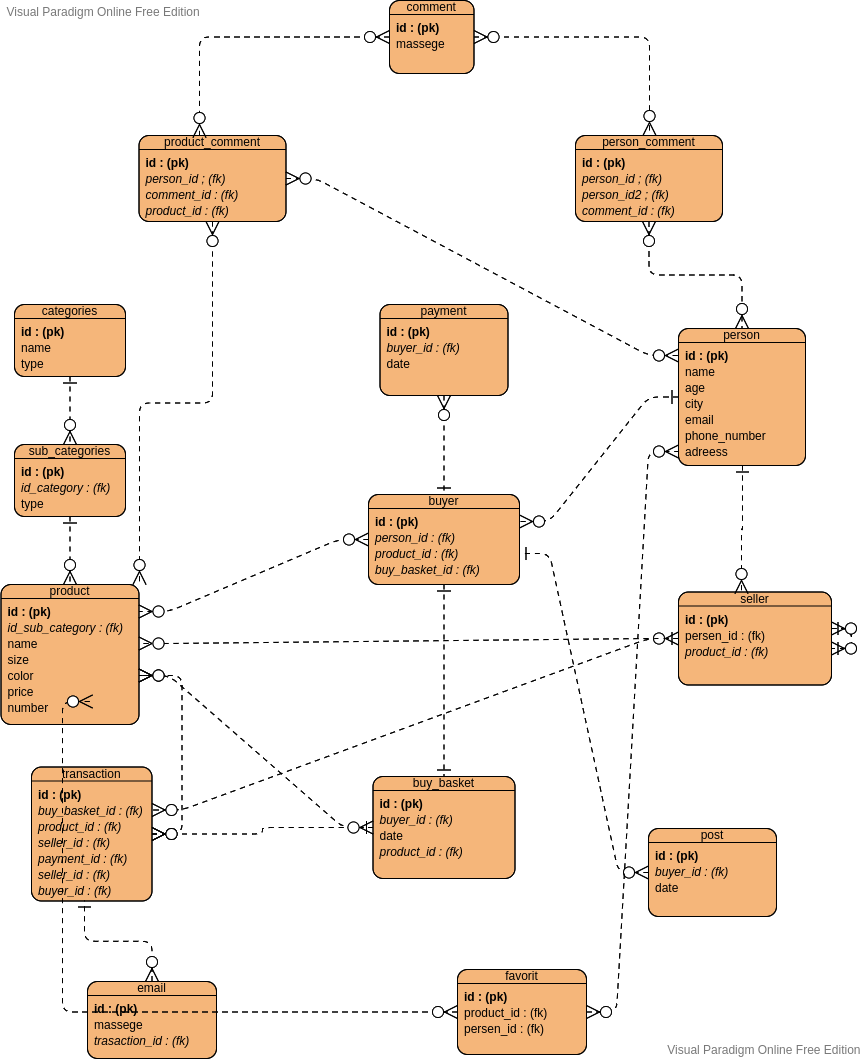 Visual Paradigm Online Free Edition
comment
id : (pk)
massege
product_comment
id : (pk)
person_id ; (fk)
comment_id : (fk)
product_id : (fk)
person_comment
id : (pk)
person_id ; (fk)
person_id2 ; (fk)
comment_id : (fk)
categories
id : (pk)
name
type
payment
id : (pk)
buyer_id : (fk)
date
person
id : (pk)
name
age
city
email
phone_number
adreess
sub_categories
id : (pk)
id_category : (fk)
type
buyer
id : (pk)
person_id : (fk)
product_id : (fk)
buy_basket_id : (fk)
product
id : (pk)
id_sub_category : (fk)
name
size
color
price
number
seller
id : (pk)
persen_id : (fk)
product_id : (fk)
transaction
id : (pk)
buy_basket_id : (fk)
product_id : (fk)
seller_id : (fk)
payment_id : (fk)
seller_id : (fk)
buyer_id : (fk)
buy_basket
id : (pk)
buyer_id : (fk)
date
product_id : (fk)
post
id : (pk)
buyer_id : (fk)
date
email
id : (pk)
massege
trasaction_id : (fk)
favorit
id : (pk)
product_id : (fk)
persen_id : (fk)
Visual Paradigm Online Free Edition